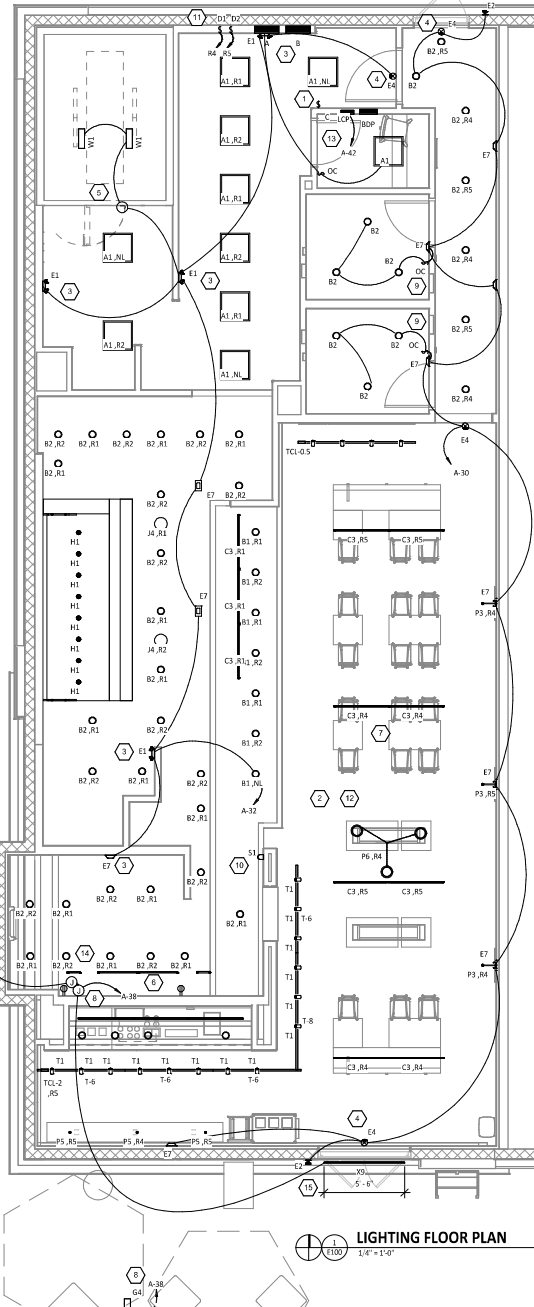 11 D1 D2 4 E4 E2
E1 A B
R4 R5 3 B2 ,R5
A1 ,R1 A1 ,NL 4 E4 B2
1 C LCP BDP B2 ,R4
W1 W1 A1 ,R2 13 A-42 A1 E7
5 A1 ,R1 OC B2 ,R5
B2
A1 ,NL A1 ,R2 B2 B2 E7 OC B2 ,R4
E1 3 E1 3 9
A1 ,R1 9 B2 ,R5
A1 ,R2 B2 B2 OC
A1 ,NL E7
B2 B2 ,R4
B2 ,R2 B2 ,R1 B2 ,R2 B2 ,R1 B2 ,R2 B2 ,R1 E4
TCL-0.5
B2 ,R1 A-30
B2 ,R2 E7 B2 ,R2
J4 ,R1 B1 ,R1 C3 ,R5 C3 ,R5
H1 C3 ,R1
B2 ,R2
H1 B1 ,R2
H1 E7
H1 B2 ,R1 C3 ,R1 B1 ,R1 E7
P3 ,R4
H1 J4 ,R2
H1 C3 ,R1 ,R2
H1 B2 ,R1
H1 B1 ,R1
B2 ,R1 B2 ,R2 C3 ,R4 C3 ,R4
3 E1 B1 ,R2 7
B2 ,R2 B2 ,R1 B2 ,R2 B1 ,NL E7
P3 ,R5
2 12
B2 ,R1 A-32
E7 3 10 S1 P6 ,R4
B2 ,R2
B2 ,R1 B2 ,R2 T1 C3 ,R5 C3 ,R5
B2 ,R2 B2 ,R1 B2 ,R1 T-6
T1
14 T1 E7
B2 ,R1 B2 ,R2 B2 ,R1 B2 ,R2 B2 ,R1 P3 ,R4
J J 6 T1
8 A-38 T1 T-8
T1
T1 T1 T1 T1 T1 T1 T1
TCL-2 T-6 T-6 T-6 C3 ,R4 C3 ,R4
,R5
4
P5 ,R5 P5 ,R4 P5 ,R5 E4
E7 E2
X9
15 5' - 6"
1 LIGHTING FLOOR PLAN
E100 1/4" = 1'-0"
8 A-38
G4